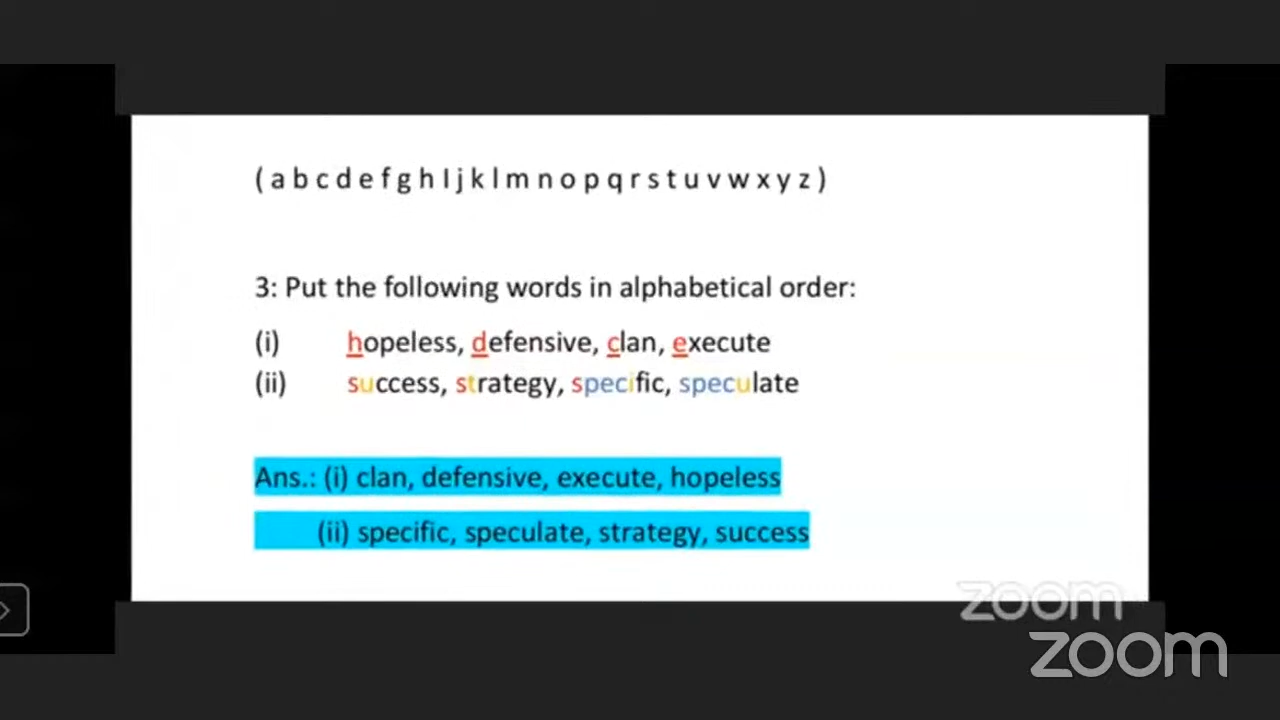 ( a b c d e f g h I j k l m n o p q r s t u v w x y z )
3: Put the following words in alphabetical order:
(i) hopeless, defensive, clan, execute
(ii) success, strategy, specific, speculate
Ans.: (i) clan, defensive, execute, hopeless
(ii) specific, speculate, strategy, success
zoom
zoom